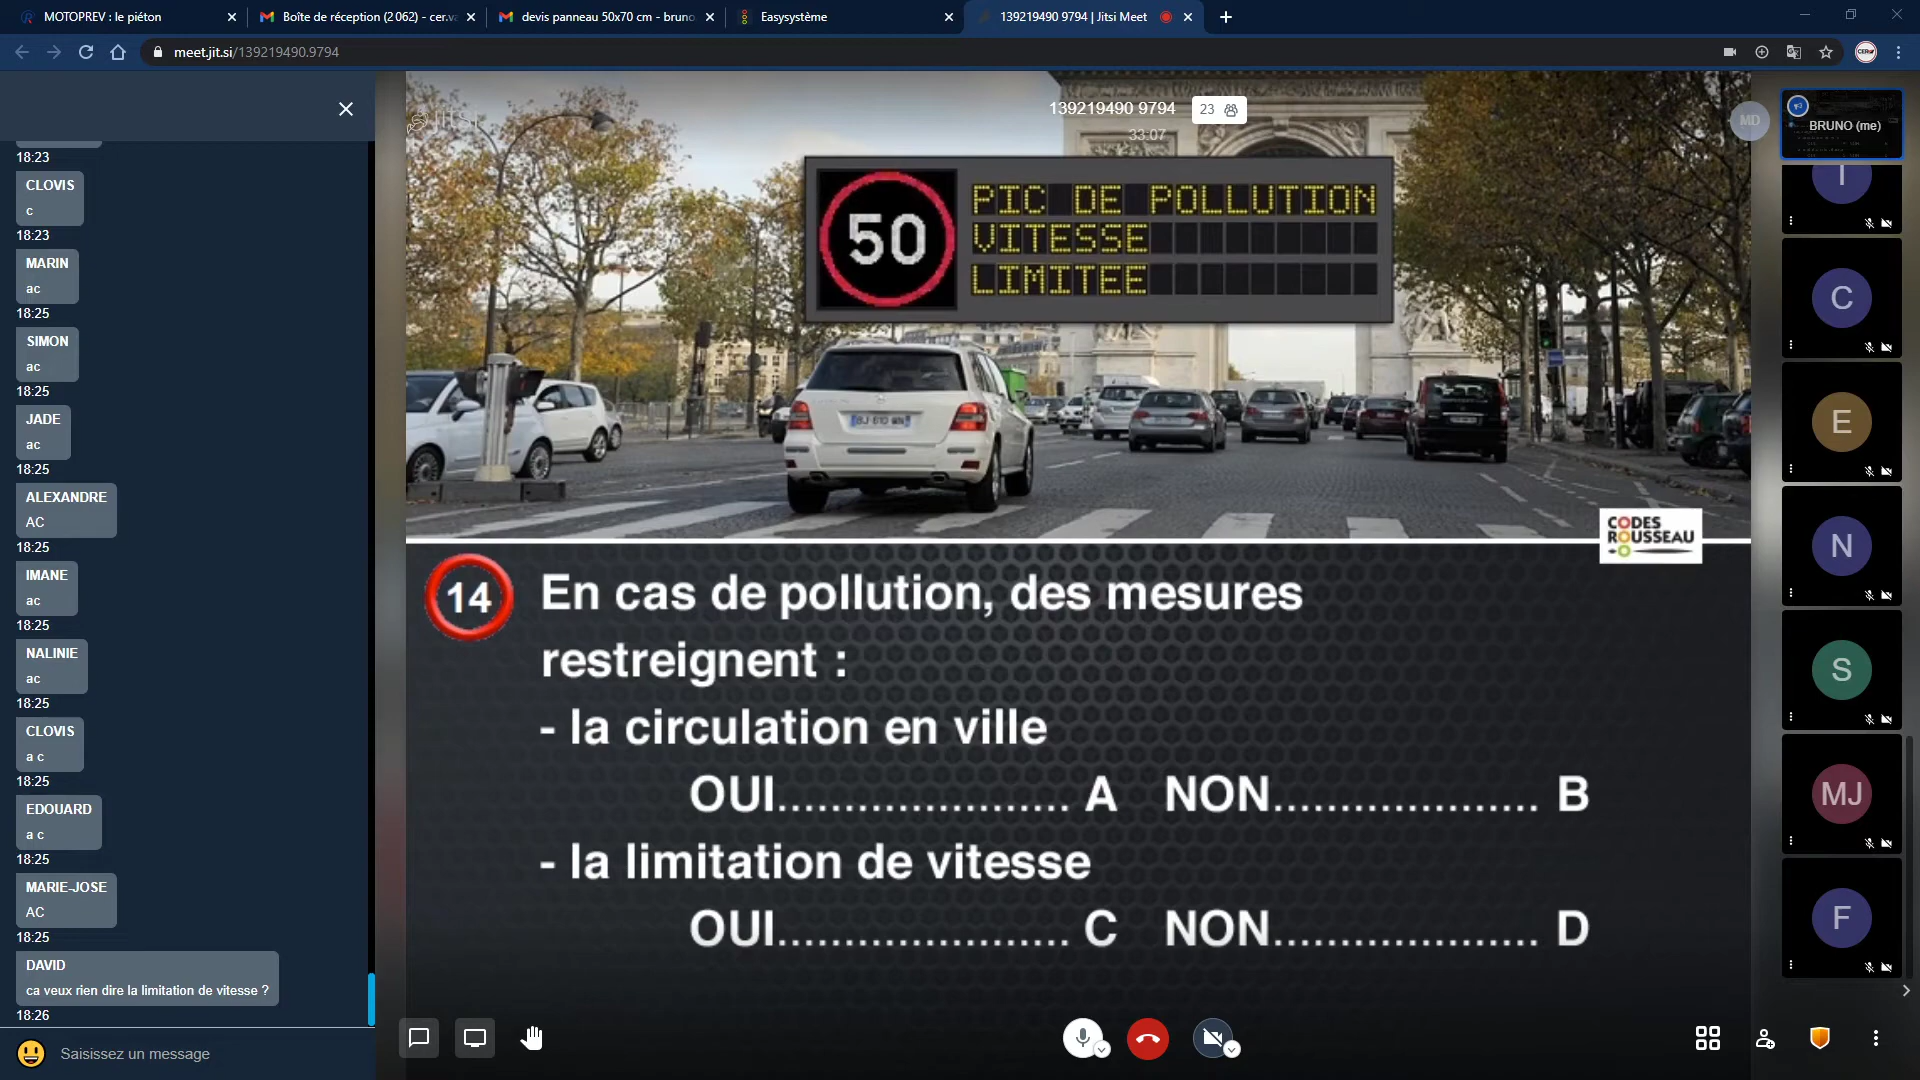 MOTOPREV : le piéton
Boîte de réception (2 062) - cer.va
devis panneau 50x70 cm - bruno.
Easysystème
139219490 9794 | Jitsi Meet
meet.jit.si/139219490.9794
CER
jitsi
139219490 9794
23
33:07
MD
BRUNO (me)
18:23
CLOVIS
c
18:23
MARIN
ac
18:25
SIMON
ac
18:25
JADE
ac
18:25
ALEXANDRE
AC
18:25
IMANE
ac
18:25
NALINIE
ac
18:25
CLOVIS
a c
18:25
EDOUARD
a c
18:25
MARIE-JOSE
AC
18:25
DAVID
ca veux rien dire la limitation de vitesse ?
18:26
Saisissez un message
50
PIC DE POLLUTION
VITESSE
LIMITEE
BJ-610-WN
CODES
ROUSSEAU
14
En cas de pollution, des mesures
restreignent :
- la circulation en ville
OUI...................... A NON.................... B
- la limitation de vitesse
OUI...................... C NON.................... D
I
C
E
N
S
MJ
F